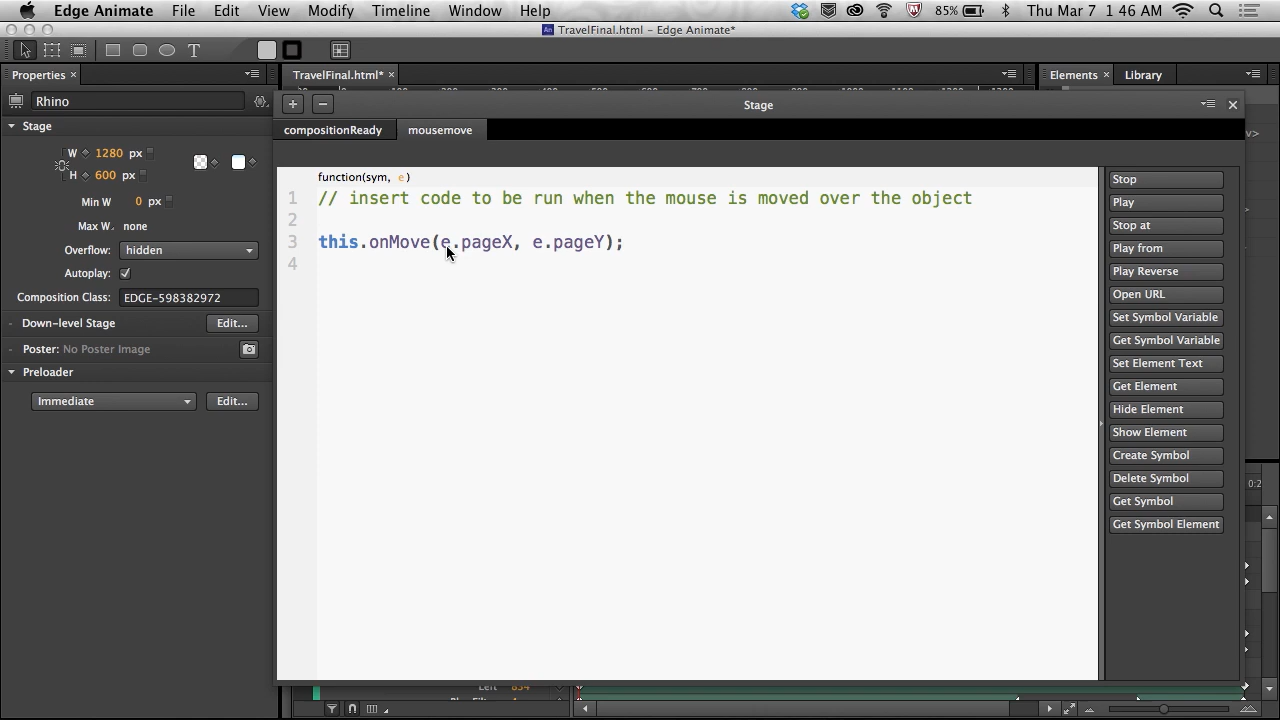 Edge Animate File Edit View Modify Timeline Window Help 85% Thu Mar 7 1:46 AM
An TravelFinal.html – Edge Animate*
T
Properties × TravelFinal.html* × Elements × Library
Rhino
Stage ×
+ −
compositionReady mousemove
Stage
W 1280 px
H 600 px
Min W 0 px
Max W none
Overflow: hidden
Autoplay: ✓
Composition Class: EDGE-598382972
Down-level Stage Edit...
Poster: No Poster Image
Preloader
Immediate Edit...
function(sym, e)
1 // insert code to be run when the mouse is moved over the object
2
3 this.onMove(e.pageX, e.pageY);
4
Stop
Play
Stop at
Play from
Play Reverse
Open URL
Set Symbol Variable
Get Symbol Variable
Set Element Text
Get Element
Hide Element
Show Element
Create Symbol
Delete Symbol
Get Symbol
Get Symbol Element
0:2
Left 834